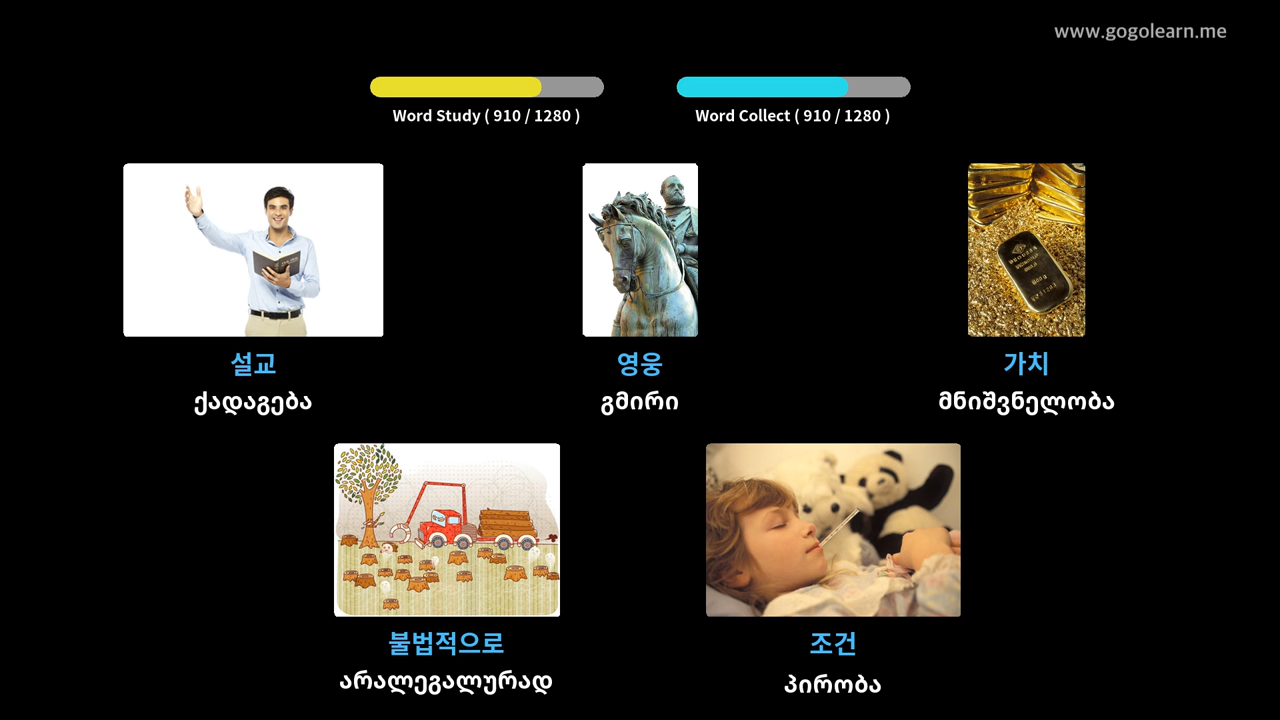 www.gogolearn.me
Word Study ( 910 / 1280 )
Word Collect ( 910 / 1280 )
설교
ქადაგება
영웅
გმირი
가치
მნიშვნელობა
불법적으로
არალეგალურად
조건
პირობა